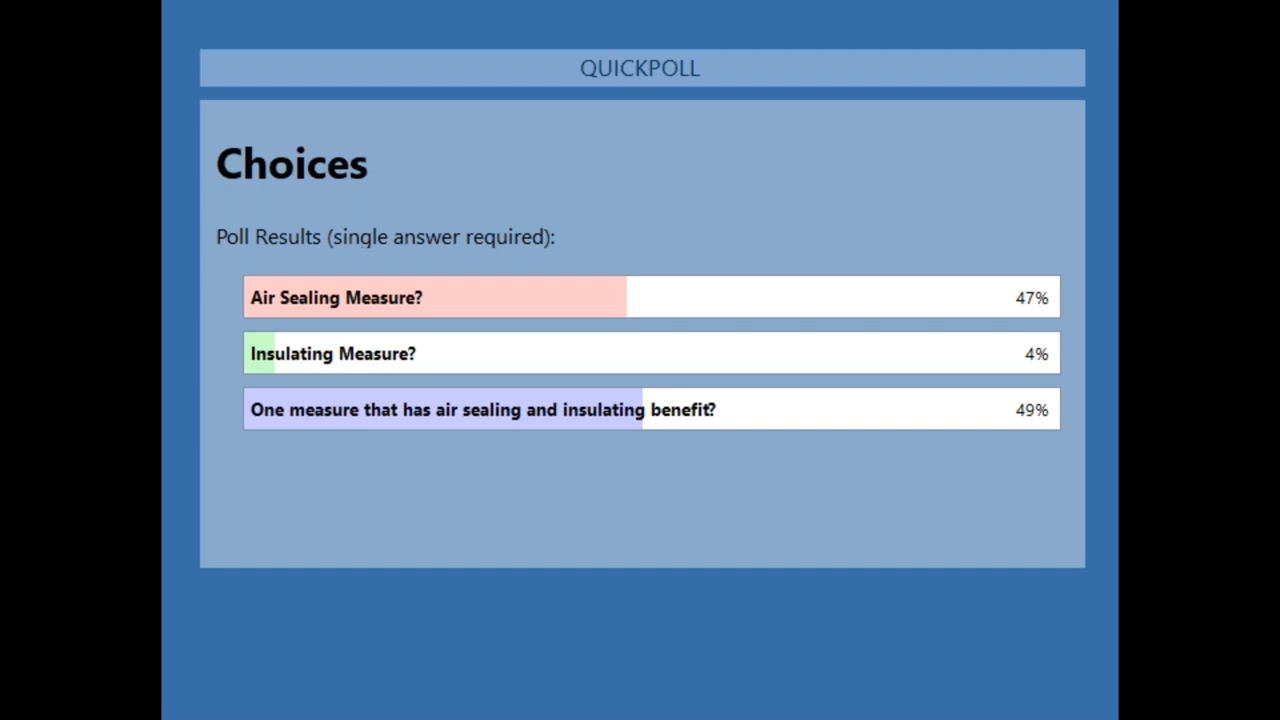 QUICKPOLL
Choices
Poll Results (single answer required):
Air Sealing Measure? 47%
Insulating Measure? 4%
One measure that has air sealing and insulating benefit? 49%